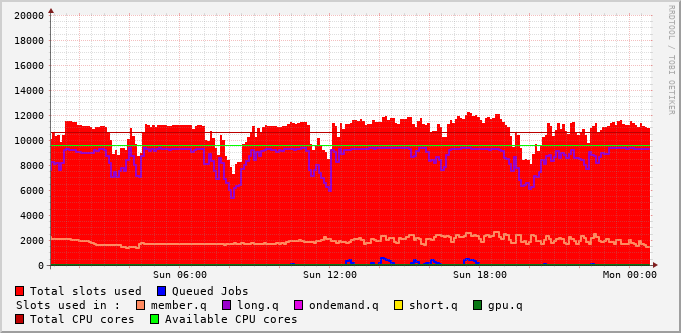 RRDTOOL / TOBI OETIKER
20000
18000
16000
14000
12000
10000
8000
6000
4000
2000
0
Sun 06:00 Sun 12:00 Sun 18:00 Mon 00:00
Total slots used Queued Jobs
Slots used in : member.q long.q ondemand.q short.q gpu.q
Total CPU cores Available CPU cores